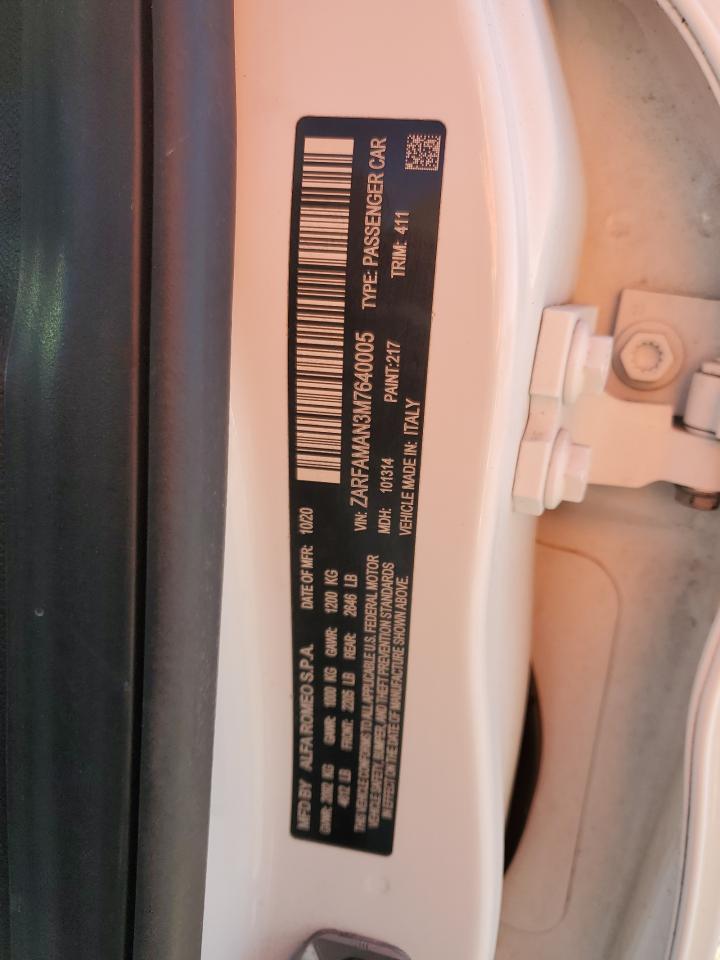 MFD BY ALFA ROMEO S.P.A. DATE OF MFR: 10/20
KG GAWR: 1000 KG GAWR: 1200 KG
LB FRONT: 2205 LB REAR: 2646 LB
THIS VEHICLE CONFORMS TO ALL APPLICABLE U.S. FEDERAL MOTOR
VEHICLE SAFETY, BUMPER, AND THEFT PREVENTION STANDARDS
IN EFFECT ON THE DATE OF MANUFACTURE SHOWN ABOVE.
VIN: ZARFAMAN3M7640005 TYPE: PASSENGER CAR
MDH: 101314 PAINT:217 TRIM: 411
VEHICLE MADE IN: ITALY